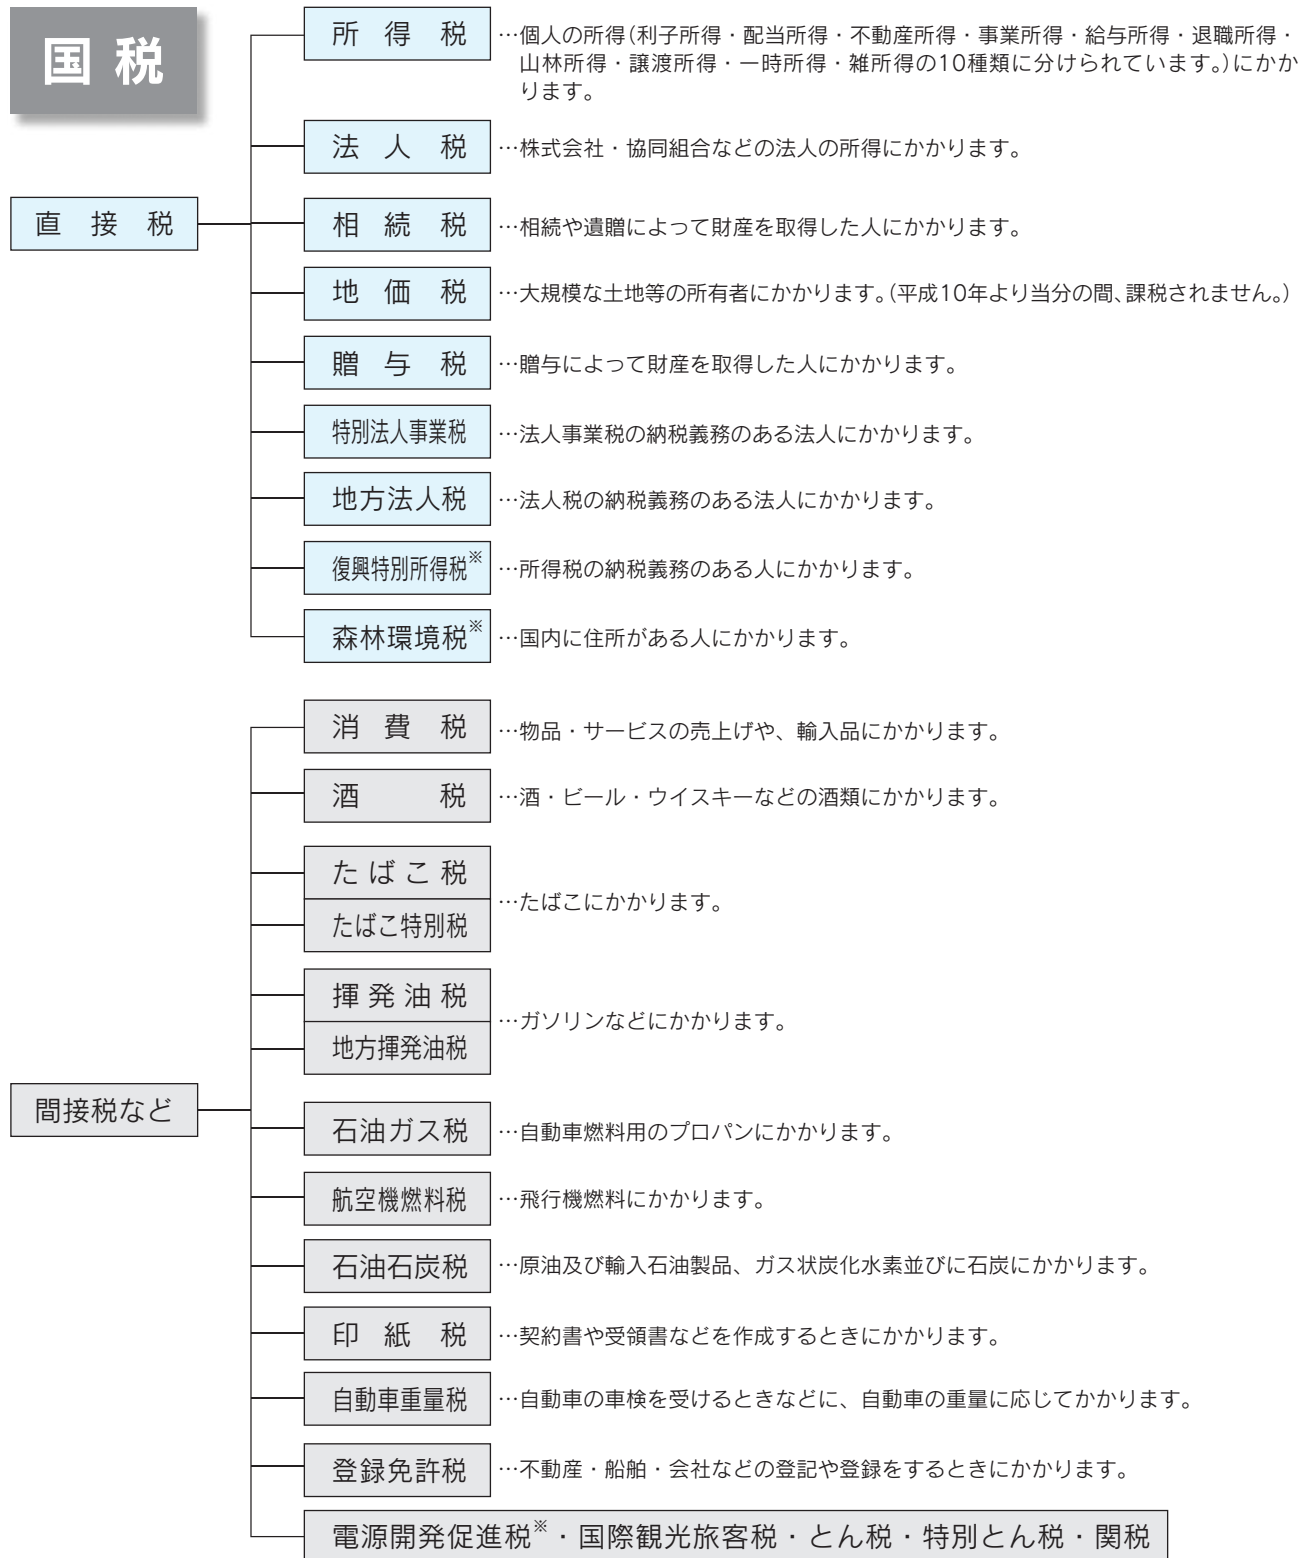 国税
直接税
所得税
…個人の所得(利子所得・配当所得・不動産所得・事業所得・給与所得・退職所得・
山林所得・譲渡所得・一時所得・雑所得の10種類に分けられています。)にかか
ります。
法人税
…株式会社・協同組合などの法人の所得にかかります。
相続税
…相続や遺贈によって財産を取得した人にかかります。
地価税
…大規模な土地等の所有者にかかります。(平成10年より当分の間、課税されません。)
贈与税
…贈与によって財産を取得した人にかかります。
特別法人事業税
…法人事業税の納税義務のある法人にかかります。
地方法人税
…法人税の納税義務のある法人にかかります。
復興特別所得税※
…所得税の納税義務のある人にかかります。
森林環境税※
…国内に住所がある人にかかります。
間接税など
消費税
…物品・サービスの売上げや、輸入品にかかります。
酒税
…酒・ビール・ウイスキーなどの酒類にかかります。
たばこ税
たばこ特別税
…たばこにかかります。
揮発油税
地方揮発油税
…ガソリンなどにかかります。
石油ガス税
…自動車燃料用のプロパンにかかります。
航空機燃料税
…飛行機燃料にかかります。
石油石炭税
…原油及び輸入石油製品、ガス状炭化水素並びに石炭にかかります。
印紙税
…契約書や受領書などを作成するときにかかります。
自動車重量税
…自動車の車検を受けるときなどに、自動車の重量に応じてかかります。
登録免許税
…不動産・船舶・会社などの登記や登録をするときにかかります。
電源開発促進税※・国際観光旅客税・とん税・特別とん税・関税